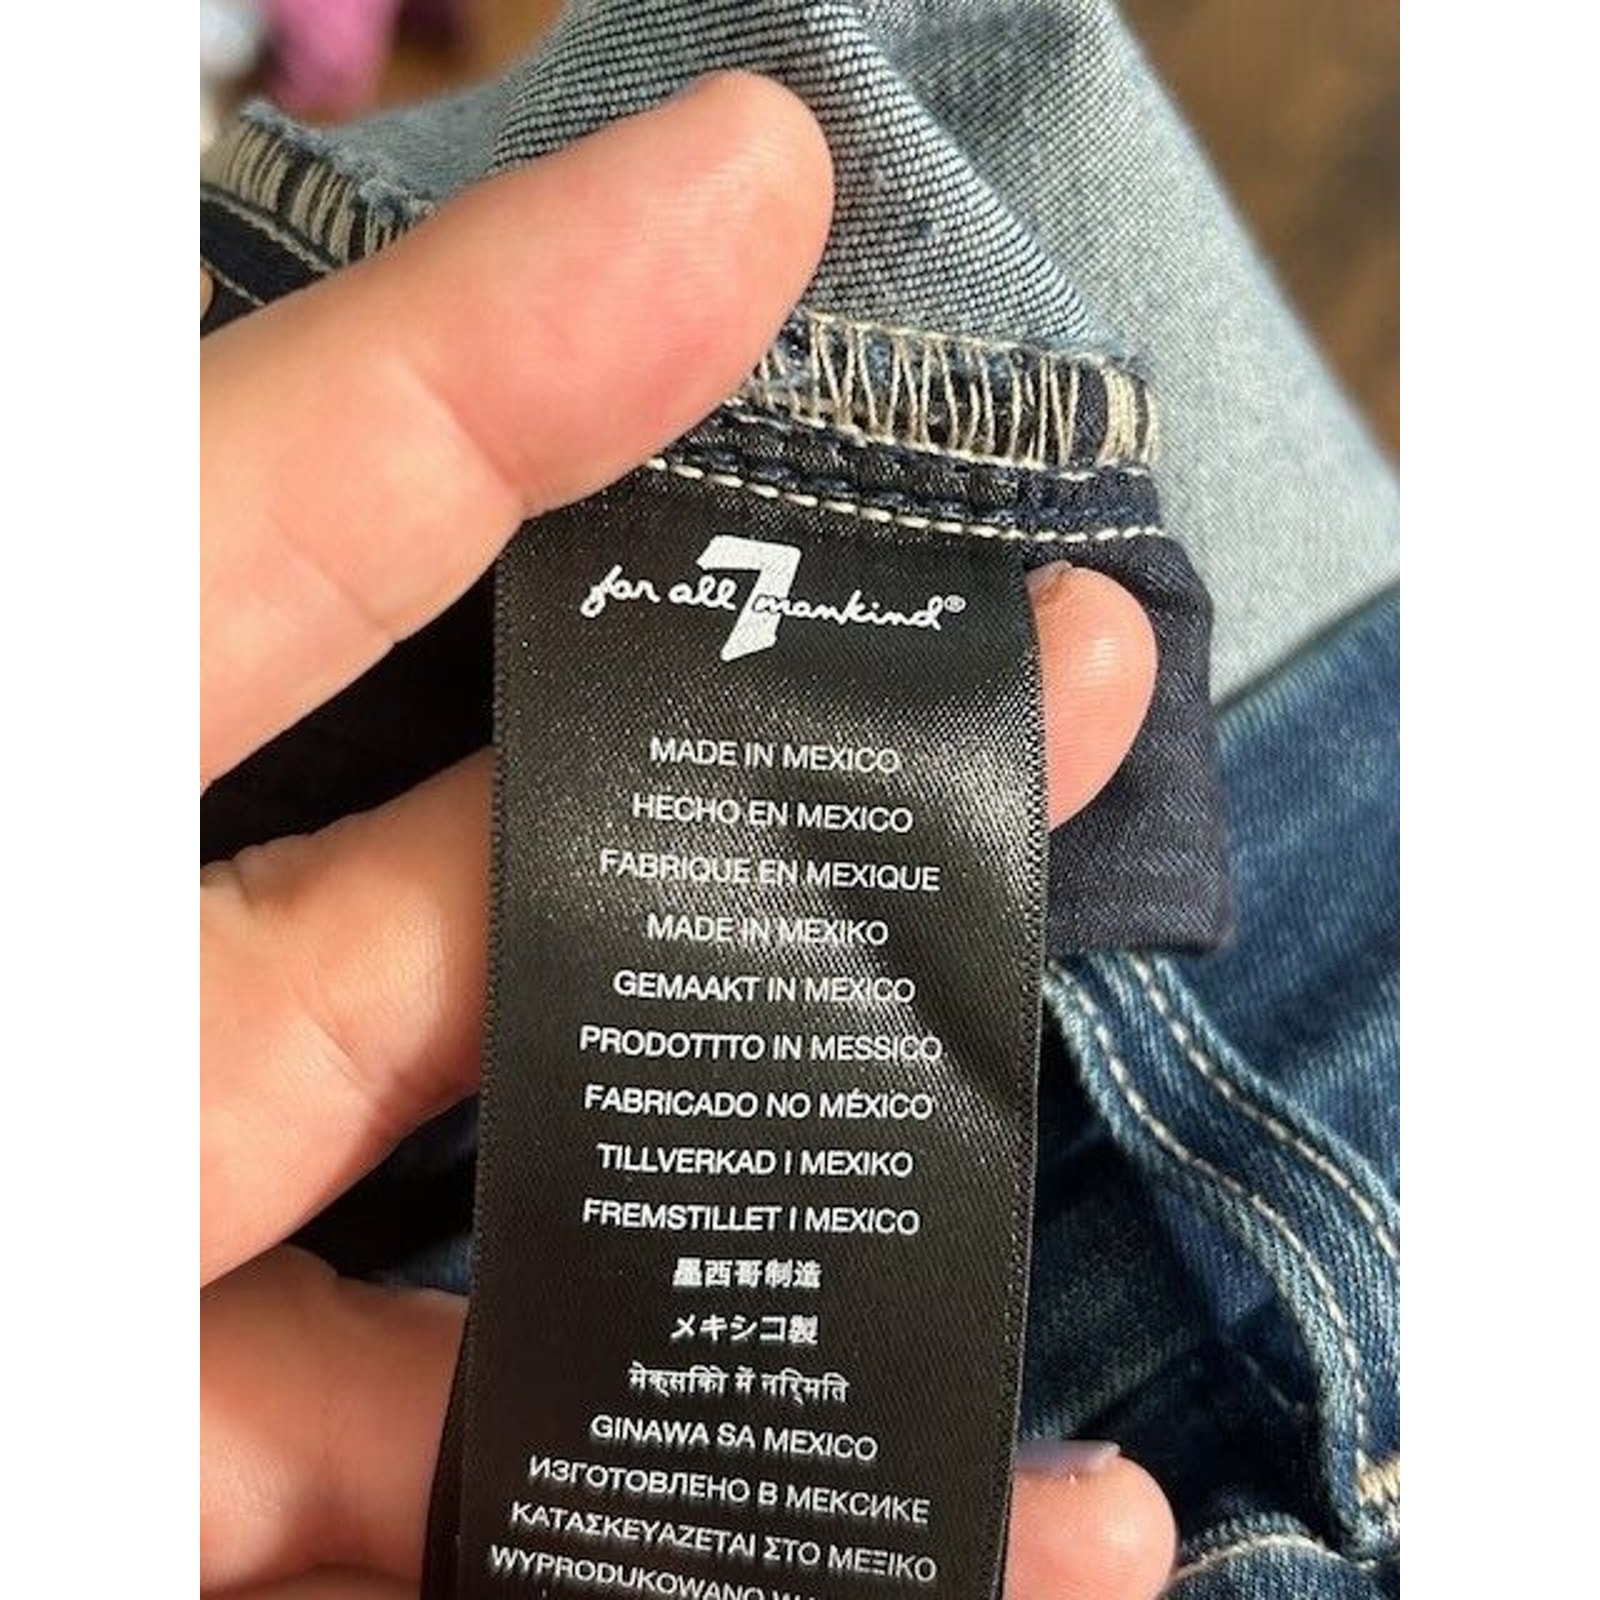 for all 7 mankind®
MADE IN MEXICO
HECHO EN MEXICO
FABRIQUE EN MEXIQUE
MADE IN MEXIKO
GEMAAKT IN MEXICO
PRODOTTTO IN MESSICO
FABRICADO NO MÉXICO
TILLVERKAD I MEXIKO
FREMSTILLET I MEXICO
墨西哥制造
メキシコ製
मेक्सिको में निर्मित
GINAWA SA MEXICO
ИЗГОТОВЛЕНО В МЕКСИКЕ
ΚΑΤΑΣΚΕΥΑΖΕΤΑΙ ΣΤΟ ΜΕΞΙΚΟ
WYPRODUKOWANO